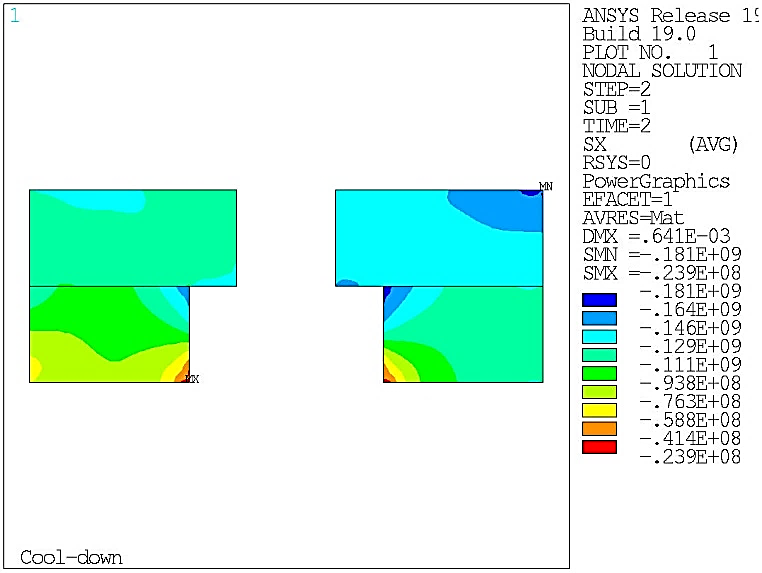 1
ANSYS Release 19
Build 19.0
PLOT NO. 1
NODAL SOLUTION
STEP=2
SUB =1
TIME=2
SX (AVG)
RSYS=0
PowerGraphics
EFACET=1
AVRES=Mat
DMX =.641E-03
SMN =-.181E+09
SMX =-.239E+08
-.181E+09
-.164E+09
-.146E+09
-.129E+09
-.111E+09
-.938E+08
-.763E+08
-.588E+08
-.414E+08
-.239E+08
MN
MX
Cool-down